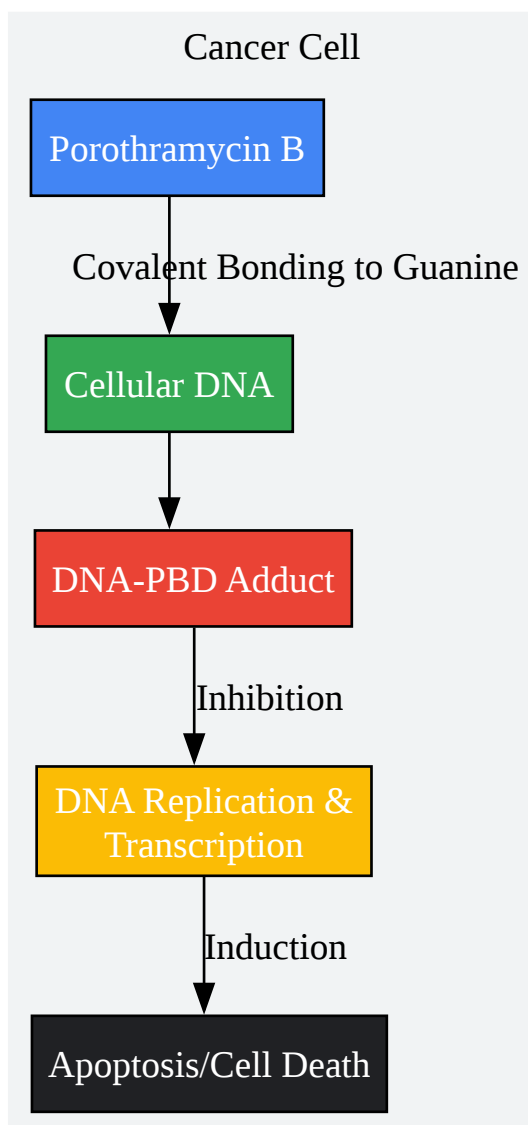 Cancer Cell
Porothramycin B
Covalent Bonding to Guanine
Cellular DNA
DNA-PBD Adduct
Inhibition
DNA Replication &
Transcription
Induction
Apoptosis/Cell Death